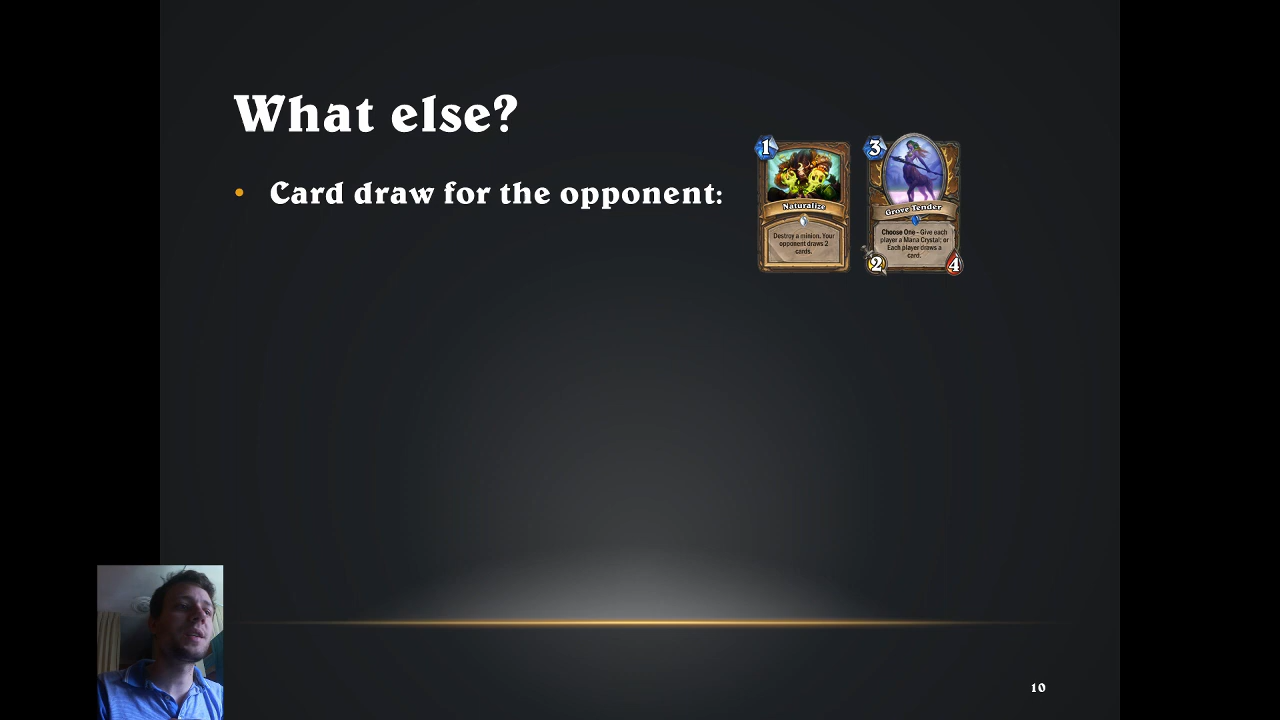 What else?
• Card draw for the opponent:
1
Naturalize
Destroy a minion. Your
opponent draws 2
cards.
3
Grove Tender
Choose One - Give each
player a Mana Crystal; or
Each player draws a
card.
2
4
10